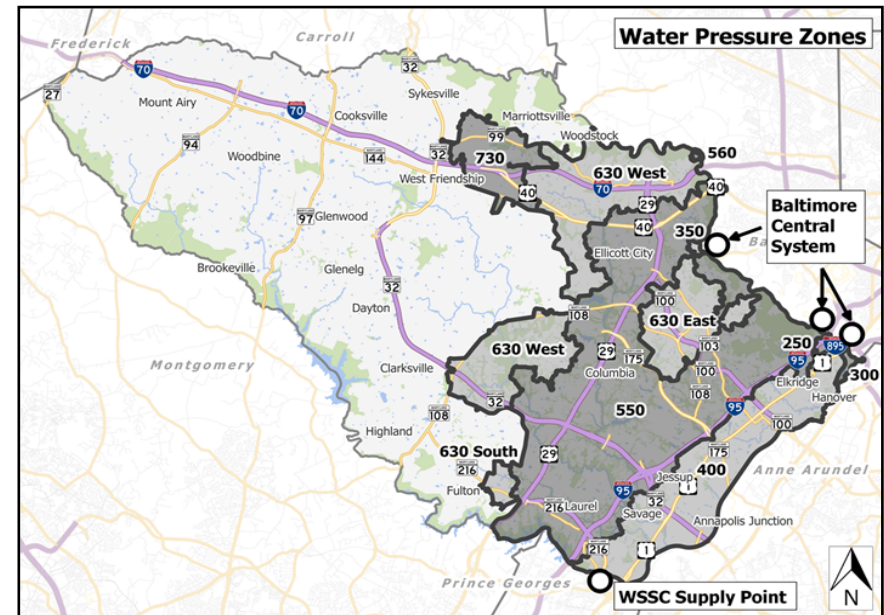 Water Pressure Zones
Frederick
Carroll
70
32
27
Mount Airy
Sykesville
70
Cooksville
Marriottsville
99
Woodstock
94
144
32
730
560
Woodbine
West Friendship
630 West
70
40
40
29
Baltimore
Central
System
97
Glenwood
40
350
Ba
Ellicott City
Brookeville
Glenelg
32
100
Dayton
108
630 East
250
895
630 West
29
175
103
95
1
300
Montgomery
Clarksville
Columbia
100
Elkridge
Hanover
32
108
95
108
550
100
Highland
630 South
29
175
400
216
Jessup
1
Anne Arundel
Fulton
95
32
216
Laurel
Savage
Annapolis Junction
216
1
Prince Georges
WSSC Supply Point
N